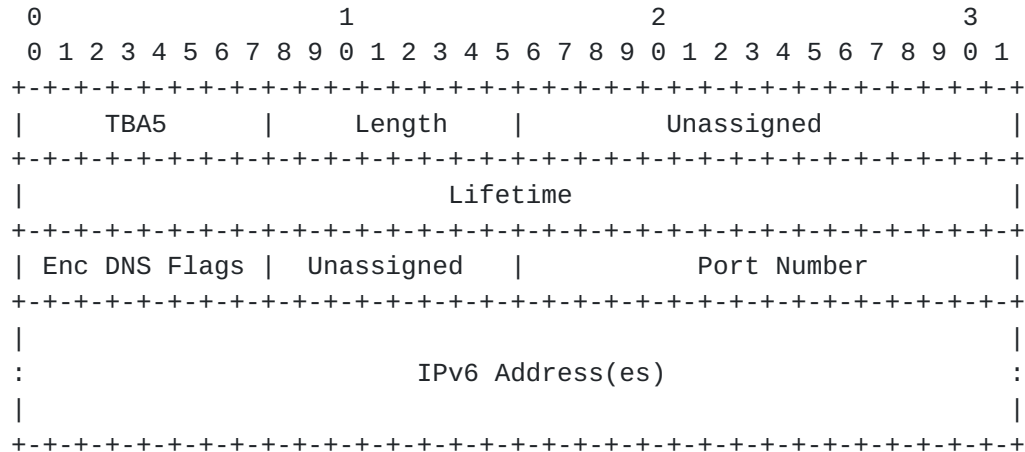 0                   1                   2                   3
 0 1 2 3 4 5 6 7 8 9 0 1 2 3 4 5 6 7 8 9 0 1 2 3 4 5 6 7 8 9 0 1
+-+-+-+-+-+-+-+-+-+-+-+-+-+-+-+-+-+-+-+-+-+-+-+-+-+-+-+-+-+-+-+-+
|     TBA5      |     Length    |         Unassigned            |
+-+-+-+-+-+-+-+-+-+-+-+-+-+-+-+-+-+-+-+-+-+-+-+-+-+-+-+-+-+-+-+-+
|                           Lifetime                            |
+-+-+-+-+-+-+-+-+-+-+-+-+-+-+-+-+-+-+-+-+-+-+-+-+-+-+-+-+-+-+-+-+
| Enc DNS Flags |  Unassigned   |           Port Number         |
+-+-+-+-+-+-+-+-+-+-+-+-+-+-+-+-+-+-+-+-+-+-+-+-+-+-+-+-+-+-+-+-+
|                                                               |
:                         IPv6 Address(es)                      :
|                                                               |
+-+-+-+-+-+-+-+-+-+-+-+-+-+-+-+-+-+-+-+-+-+-+-+-+-+-+-+-+-+-+-+-+